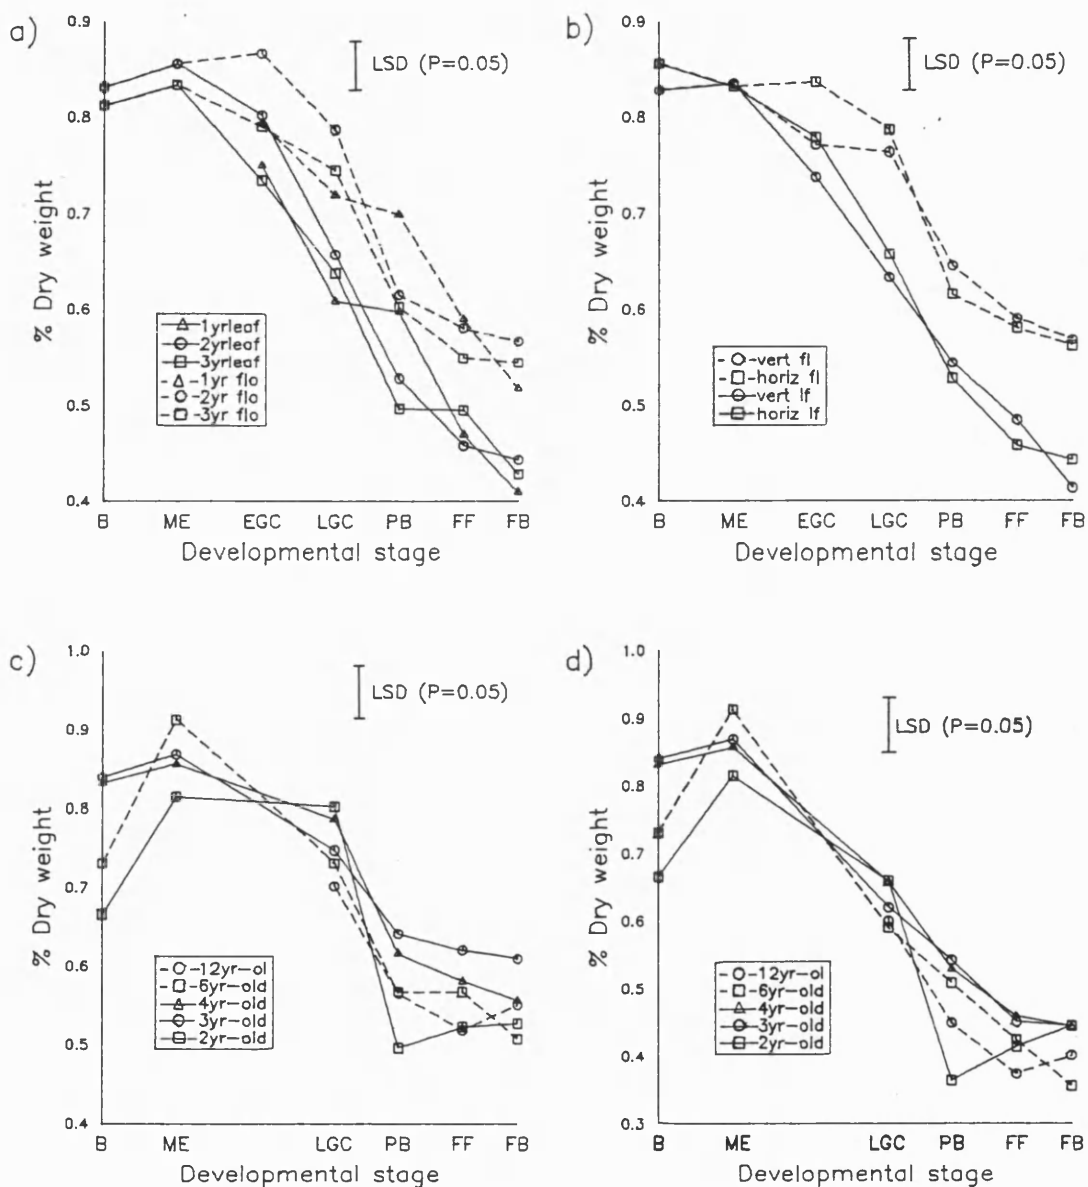 a)
0.9
0.8
0.7
0.6
0.5
0.4
% Dry weight
LSD (P=0.05)
1yrleaf
2yrleaf
3yrleaf
1yr flo
2yr flo
3yr flo
B ME EGC LGC PB FF FB
Developmental stage
b)
0.9
0.8
0.7
0.6
0.5
0.4
% Dry weight
LSD (P=0.05)
vert fl
horiz fl
vert lf
horiz lf
B ME EGC LGC PB FF FB
Developmental stage
c)
1.0
0.9
0.8
0.7
0.6
0.5
0.4
% Dry weight
LSD (P=0.05)
12yr-ol
6yr-old
4yr-old
3yr-old
2yr-old
B ME LGC PB FF FB
Developmental stage
d)
1.0
0.9
0.8
0.7
0.6
0.5
0.4
0.3
% Dry weight
LSD (P=0.05)
12yr-ol
6yr-old
4yr-old
3yr-old
2yr-old
B ME LGC PB FF FB
Developmental stage